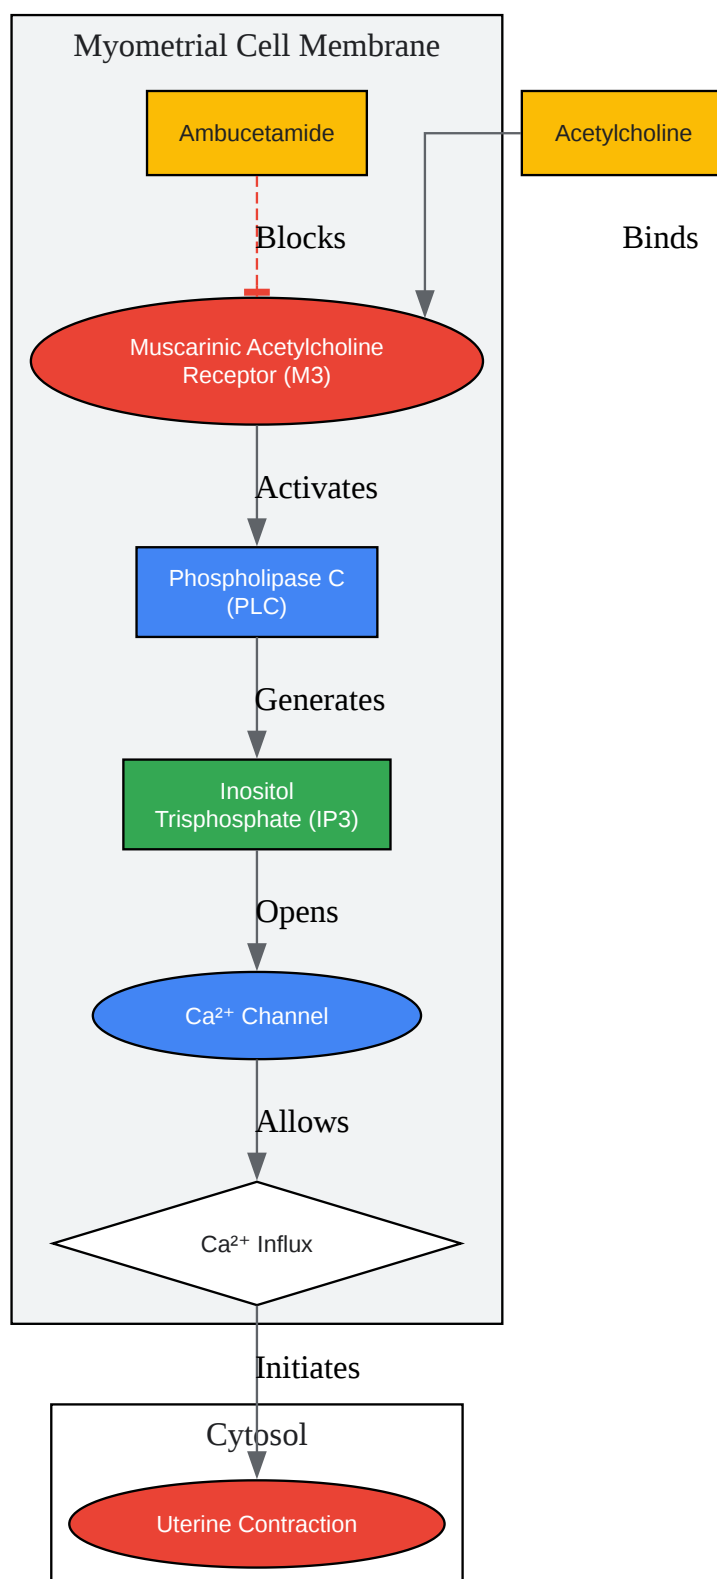 Myometrial Cell Membrane
Ambucetamide
Acetylcholine
Blocks
Binds
Muscarinic Acetylcholine
Receptor (M3)
Activates
Phospholipase C
(PLC)
Generates
Inositol
Trisphosphate (IP3)
Opens
Ca²⁺ Channel
Allows
Ca²⁺ Influx
Initiates
Cytosol
Uterine Contraction